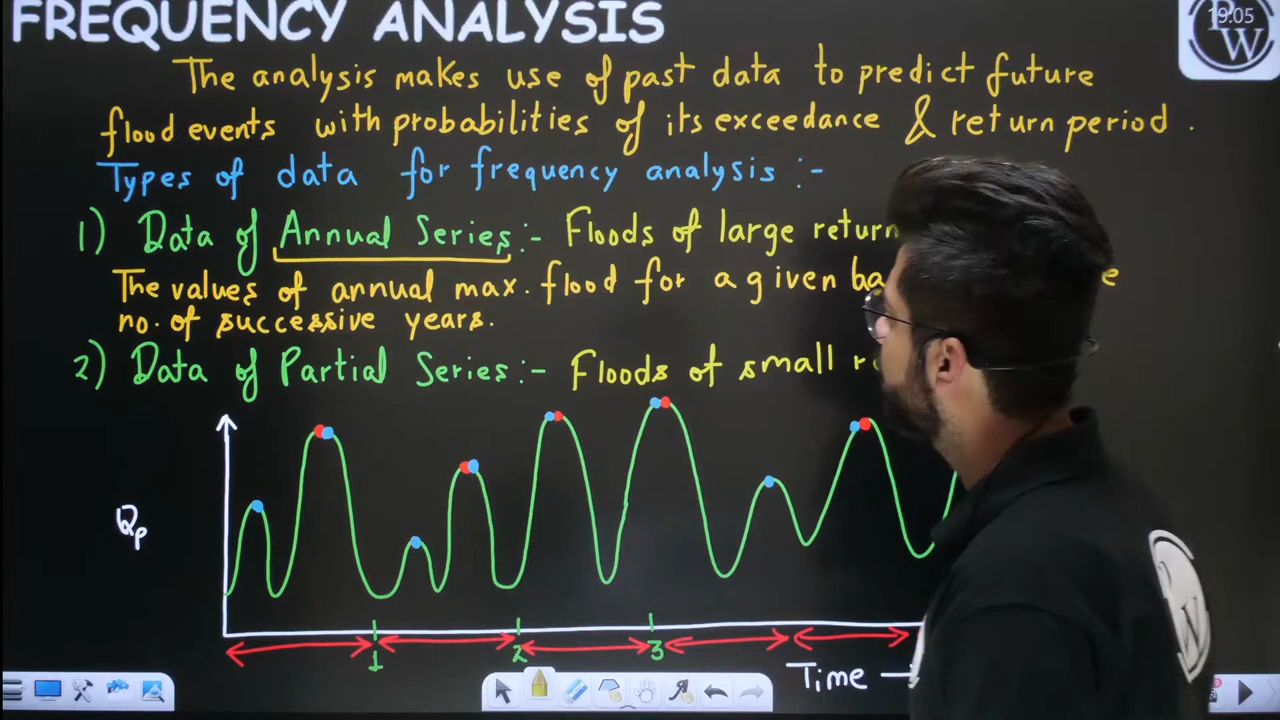 FREQUENCY ANALYSIS
19:05
PW
The analysis makes use of past data to predict future
flood events with probabilities of its exceedance & return period.
Types of data for frequency analysis :-
1) Data of Annual Series :- Floods of large return
The values of annual max. flood for a given
no. of successive years.
2) Data of Partial Series :- Floods of small
Qp
1 2 3
Time →
W